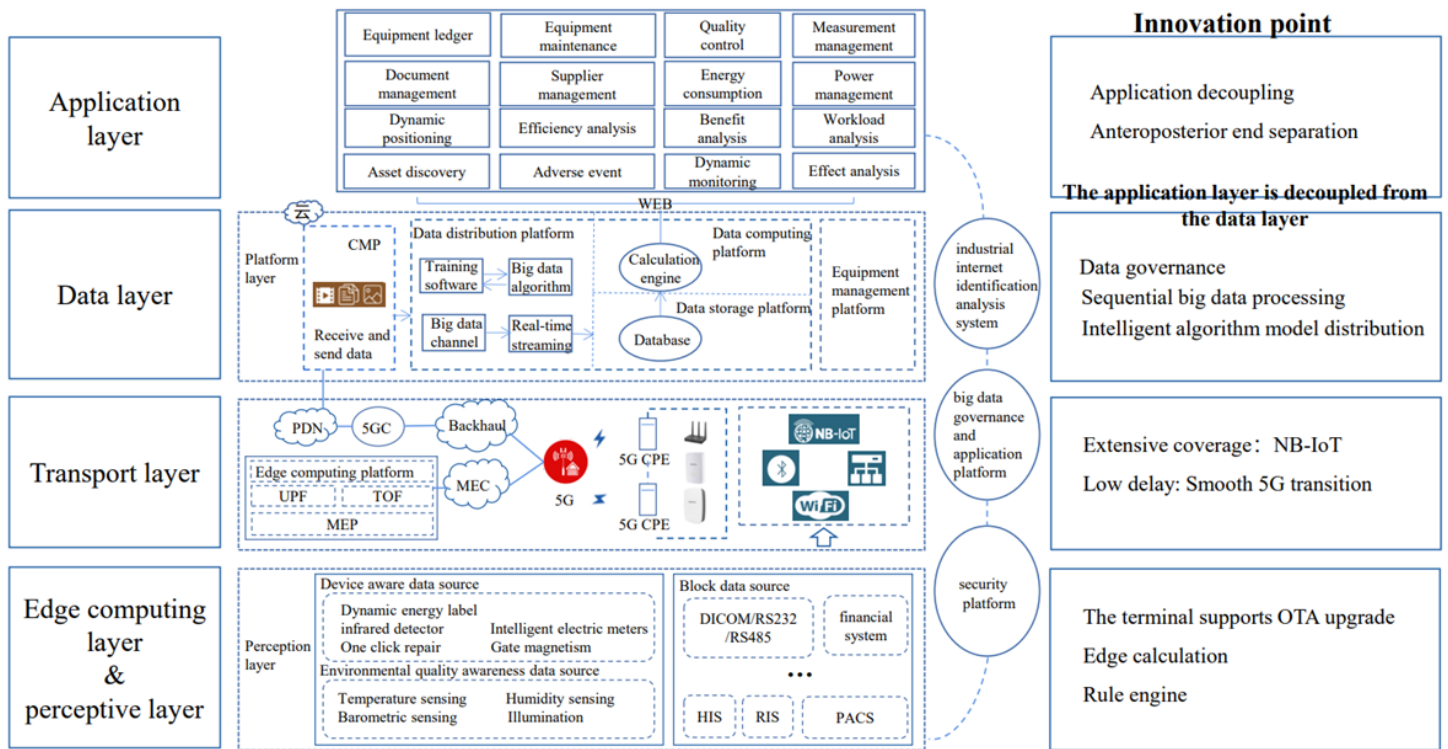 Innovation point
Application
layer
Equipment ledger
Equipment
maintenance
Quality
control
Measurement
management
Document
management
Supplier
management
Energy
consumption
Power
management
Dynamic
positioning
Efficiency analysis
Benefit
analysis
Workload
analysis
Asset discovery
Adverse event
Dynamic
monitoring
Effect analysis
WEB
Application decoupling
Anteroposterior end separation
The application layer is decoupled from
the data layer
Data layer
云
Platform
layer
CMP
Receive and
send data
Data distribution platform
Training
software
Big data
algorithm
Big data
channel
Real-time
streaming
Calculation
engine
Data computing
platform
Data storage platform
Database
Equipment
management
platform
industrial
internet
identification
analysis
system
Data governance
Sequential big data processing
Intelligent algorithm model distribution
Transport layer
PDN
5GC
Backhaul
Edge computing platform
UPF
TOF
MEP
MEC
5G
5G CPE
5G CPE
NB-IoT
WiFi
big data
governance
and
application
platform
Extensive coverage：NB-IoT
Low delay: Smooth 5G transition
Edge computing
layer
&
perceptive layer
Perception
layer
Device aware data source
Dynamic energy label
infrared detector
Intelligent electric meters
One click repair
Gate magnetism
Environmental quality awareness data source
Temperature sensing
Humidity sensing
Barometric sensing
Illumination
Block data source
DICOM/RS232
/RS485
financial
system
...
HIS
RIS
PACS
security
platform
The terminal supports OTA upgrade
Edge calculation
Rule engine